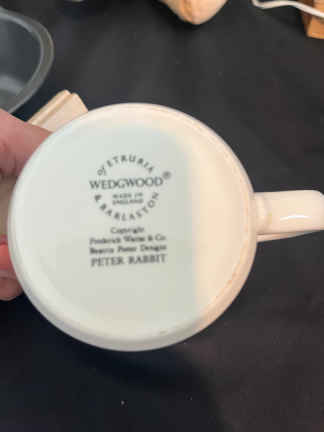 OF ETRURIA
WEDGWOOD®
MADE IN
ENGLAND
& BARLASTON
Copyright
Frederick Warne & Co
Beatrix Potter Designs
PETER RABBIT